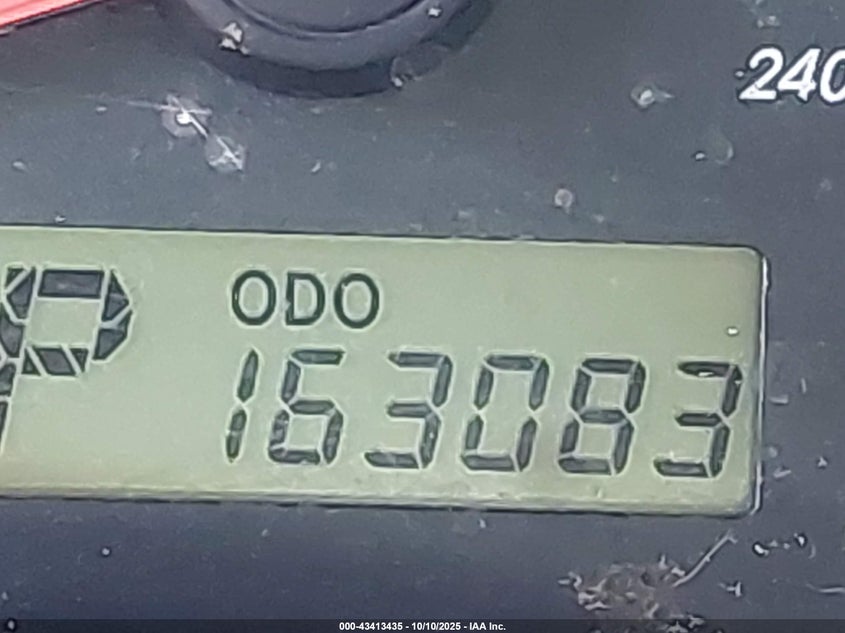 240
P ODO
163083
000-43413435 - 10/10/2025 - IAA Inc.